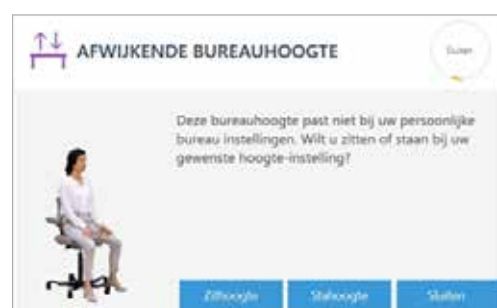 AFWIJKENDE BUREAUHOOGTE
Sluiten
Deze bureauhoogte past niet bij uw persoonlijke
bureau instellingen. Wilt u zitten of staan bij uw
gewenste hoogte-instelling?
Zithoogte
Stahoogte
Sluiten